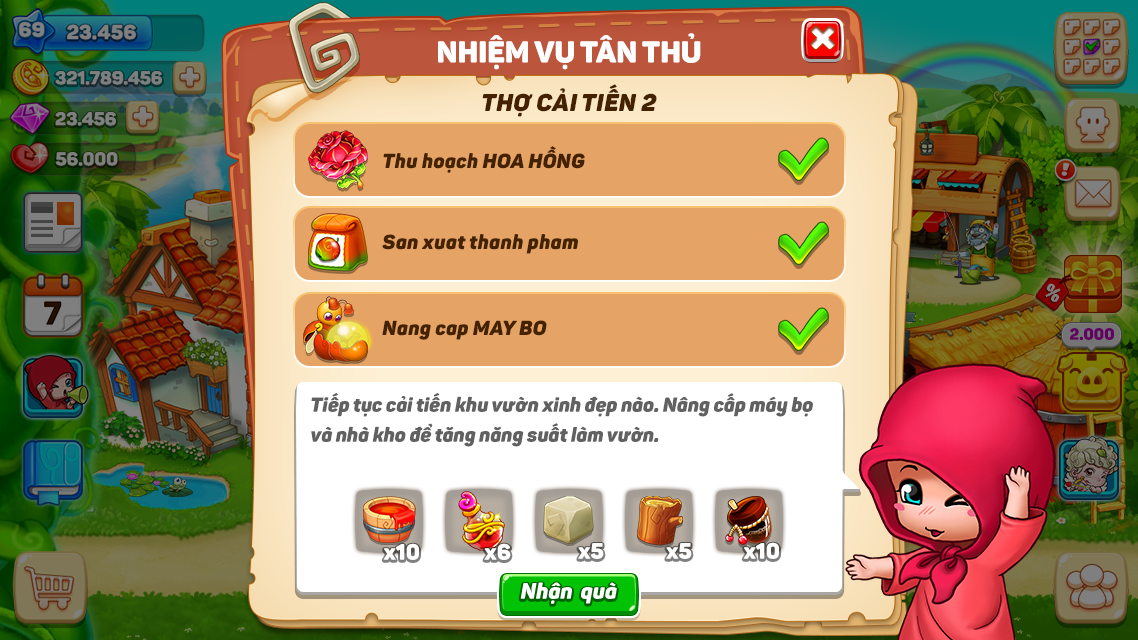 69
23.456
321.789.456
23.456
56.000
7
NHIỆM VỤ TÂN THỦ
THỢ CẢI TIẾN 2
Thu hoạch HOA HỒNG
San xuat thanh pham
Nang cap MAY BO
Tiếp tục cải tiến khu vườn xinh đẹp nào. Nâng cấp máy bọ
và nhà kho để tăng năng suất làm vườn.
x10
x6
x5
x5
x10
Nhận quà
!
%
2.000